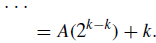 . . .
= A(2^{k−k}) + k.